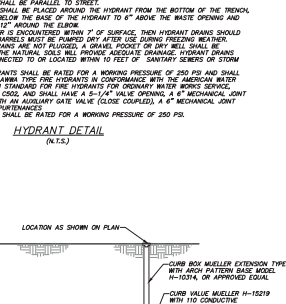 HALL BE PARALLEL TO STREET.
SHALL BE PLACED AROUND THE HYDRANT FROM THE BOTTOM OF THE TRENCH,
BELOW THE BASE OF THE HYDRANT TO 6" ABOVE THE WASTE OPENING AND
12" AROUND THE ELBOW.
R IS ENCOUNTERED WITHIN 7' OF SURFACE, THEN HYDRANT DRAINS SHOULD
BARRELS MUST BE PUMPED DRY AFTER USE DURING FREEZING WEATHER.
AINS ARE NOT PLUGGED, A GRAVEL POCKET OR DRY WELL SHALL BE
THE NATURAL SOILS WILL PROVIDE ADEQUATE DRAINAGE. HYDRANT DRAINS
NNECTED TO OR LOCATED WITHIN 10 FEET OF SANITARY SEWERS OR STORM
RANTS SHALL BE RATED FOR A WORKING PRESSURE OF 250 PSI AND SHALL
AWWA TYPE FIRE HYDRANTS IN CONFORMANCE WITH THE AMERICAN WATER
N STANDARD FOR FIRE HYDRANTS FOR ORDINARY WATER WORKS SERVICE,
C502, AND SHALL HAVE A 5-1/4" VALVE OPENING, A 6" MECHANICAL JOINT
TH AN AUXILIARY GATE VALVE (CLOSE COUPLED), A 6" MECHANICAL JOINT
PURTENANCES
SHALL BE RATED FOR A WORKING PRESSURE OF 250 PSI.
HYDRANT DETAIL
(N.T.S.)
LOCATION AS SHOWN ON PLAN
CURB BOX MUELLER EXTENSION TYPE
WITH ARCH PATTERN BASE MODEL
H-10314, OR APPROVED EQUAL
CURB VALUE MUELLER H-15219
WITH 110 CONDUCTIVE